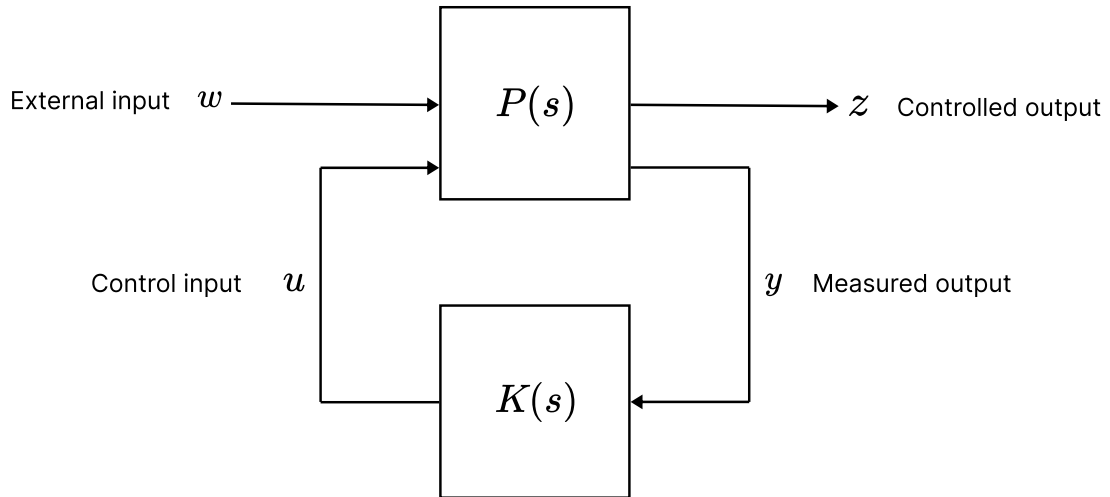 External input w
P(s)
z Controlled output
Control input u
y Measured output
K(s)